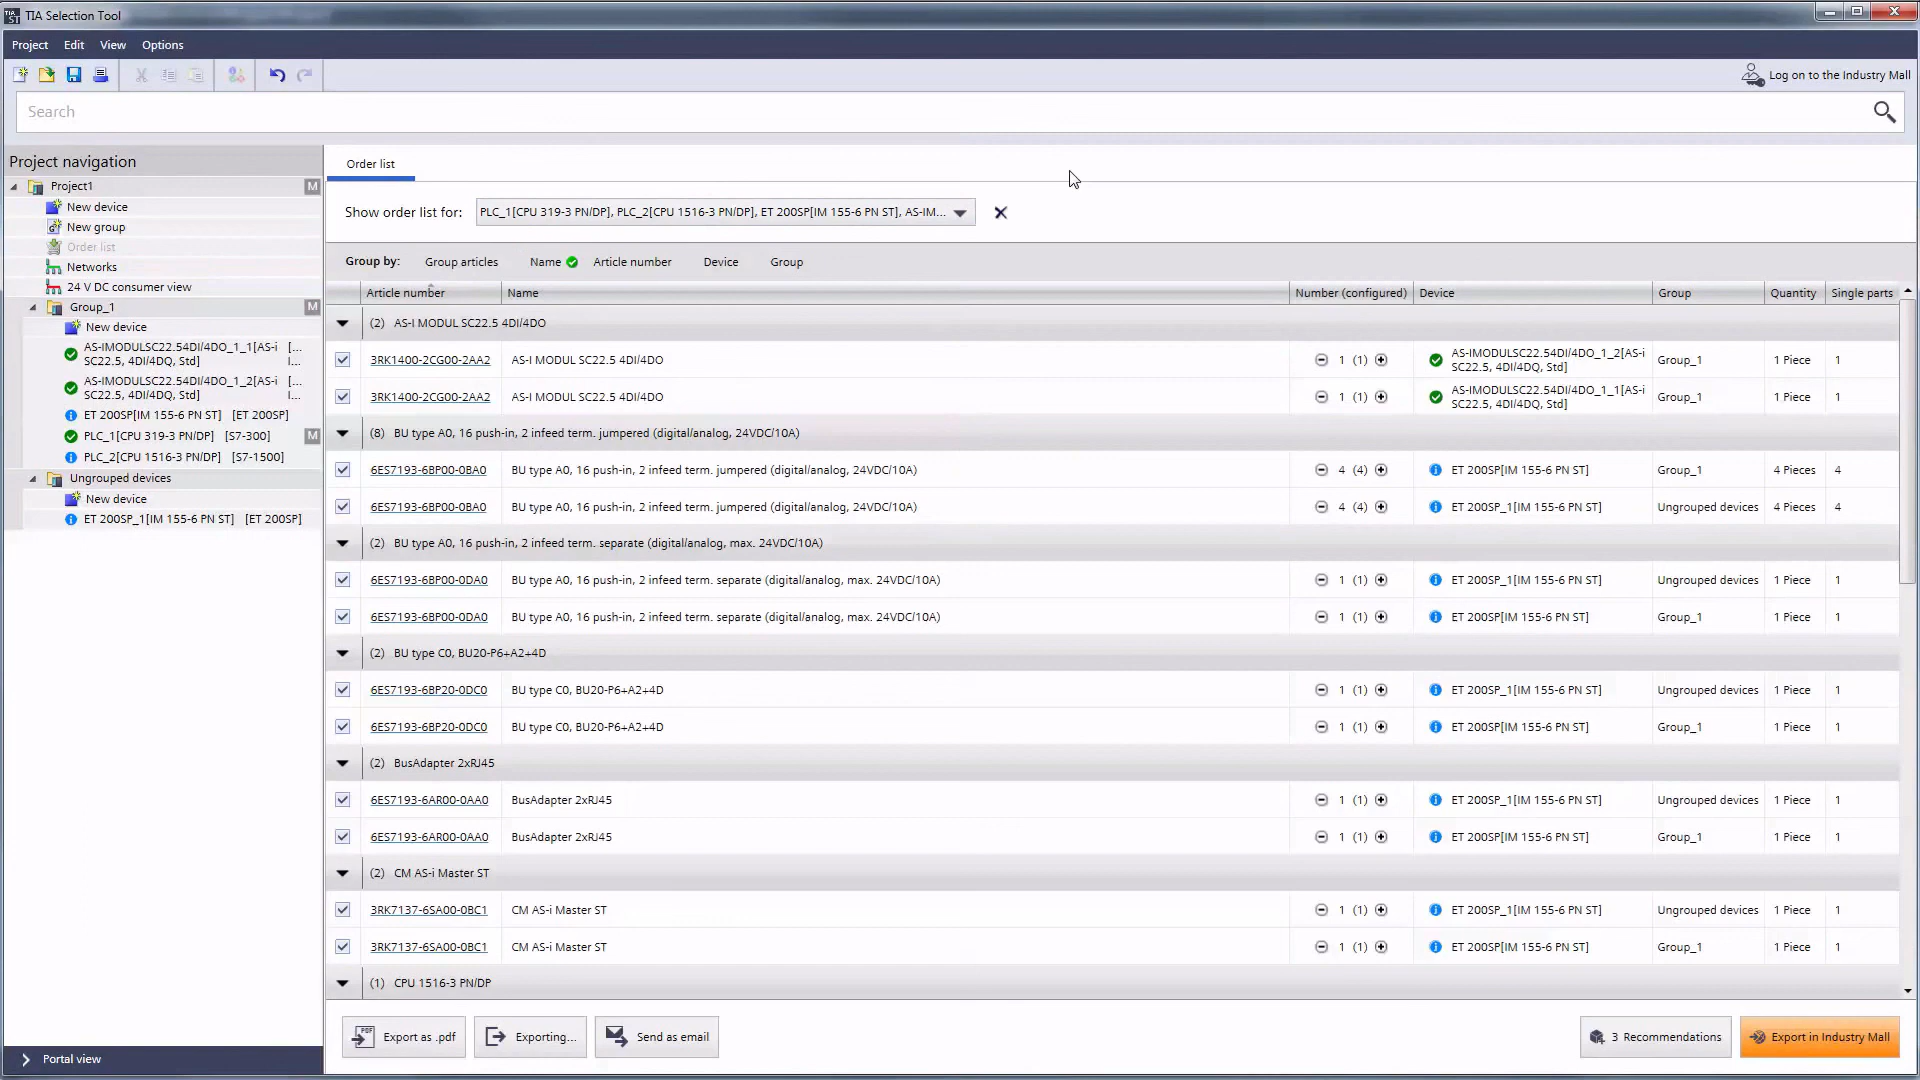 TIA Selection Tool
Project Edit View Options
Log on to the Industry Mall
Search
Project navigation
Project1 M
New device
New group
Order list
Networks
24 V DC consumer view
Group_1 M
New device
AS-IMODULSC22.54DI/4DO_1_1[AS-i [...
SC22.5, 4DI/4DQ, Std] I...
AS-IMODULSC22.54DI/4DO_1_2[AS-i [...
SC22.5, 4DI/4DQ, Std] I...
ET 200SP[IM 155-6 PN ST] [ET 200SP]
PLC_1[CPU 319-3 PN/DP] [S7-300] M
PLC_2[CPU 1516-3 PN/DP] [S7-1500]
Ungrouped devices
New device
ET 200SP_1[IM 155-6 PN ST] [ET 200SP]
Portal view
Order list
Show order list for: PLC_1[CPU 319-3 PN/DP], PLC_2[CPU 1516-3 PN/DP], ET 200SP[IM 155-6 PN ST], AS-IM...
Group by: Group articles Name Article number Device Group
Article number Name Number (configured) Device Group Quantity Single parts
(2) AS-I MODUL SC22.5 4DI/4DO
3RK1400-2CG00-2AA2 AS-I MODUL SC22.5 4DI/4DO 1 (1) AS-IMODULSC22.54DI/4DO_1_2[AS-i SC22.5, 4DI/4DQ, Std] Group_1 1 Piece 1
3RK1400-2CG00-2AA2 AS-I MODUL SC22.5 4DI/4DO 1 (1) AS-IMODULSC22.54DI/4DO_1_1[AS-i SC22.5, 4DI/4DQ, Std] Group_1 1 Piece 1
(8) BU type A0, 16 push-in, 2 infeed term. jumpered (digital/analog, 24VDC/10A)
6ES7193-6BP00-0BA0 BU type A0, 16 push-in, 2 infeed term. jumpered (digital/analog, 24VDC/10A) 4 (4) ET 200SP[IM 155-6 PN ST] Group_1 4 Pieces 4
6ES7193-6BP00-0BA0 BU type A0, 16 push-in, 2 infeed term. jumpered (digital/analog, 24VDC/10A) 4 (4) ET 200SP_1[IM 155-6 PN ST] Ungrouped devices 4 Pieces 4
(2) BU type A0, 16 push-in, 2 infeed term. separate (digital/analog, max. 24VDC/10A)
6ES7193-6BP00-0DA0 BU type A0, 16 push-in, 2 infeed term. separate (digital/analog, max. 24VDC/10A) 1 (1) ET 200SP_1[IM 155-6 PN ST] Ungrouped devices 1 Piece 1
6ES7193-6BP00-0DA0 BU type A0, 16 push-in, 2 infeed term. separate (digital/analog, max. 24VDC/10A) 1 (1) ET 200SP[IM 155-6 PN ST] Group_1 1 Piece 1
(2) BU type C0, BU20-P6+A2+4D
6ES7193-6BP20-0DC0 BU type C0, BU20-P6+A2+4D 1 (1) ET 200SP_1[IM 155-6 PN ST] Ungrouped devices 1 Piece 1
6ES7193-6BP20-0DC0 BU type C0, BU20-P6+A2+4D 1 (1) ET 200SP[IM 155-6 PN ST] Group_1 1 Piece 1
(2) BusAdapter 2xRJ45
6ES7193-6AR00-0AA0 BusAdapter 2xRJ45 1 (1) ET 200SP_1[IM 155-6 PN ST] Ungrouped devices 1 Piece 1
6ES7193-6AR00-0AA0 BusAdapter 2xRJ45 1 (1) ET 200SP[IM 155-6 PN ST] Group_1 1 Piece 1
(2) CM AS-i Master ST
3RK7137-6SA00-0BC1 CM AS-i Master ST 1 (1) ET 200SP_1[IM 155-6 PN ST] Ungrouped devices 1 Piece 1
3RK7137-6SA00-0BC1 CM AS-i Master ST 1 (1) ET 200SP[IM 155-6 PN ST] Group_1 1 Piece 1
(1) CPU 1516-3 PN/DP
Export as .pdf Exporting... Send as email 3 Recommendations Export in Industry Mall